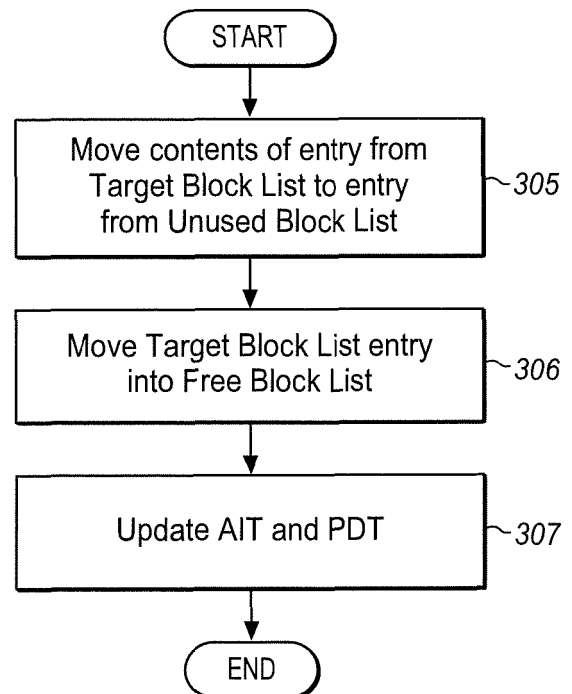 START
Move contents of entry from
Target Block List to entry
from Unused Block List
305
Move Target Block List entry
into Free Block List
306
Update AIT and PDT
307
END